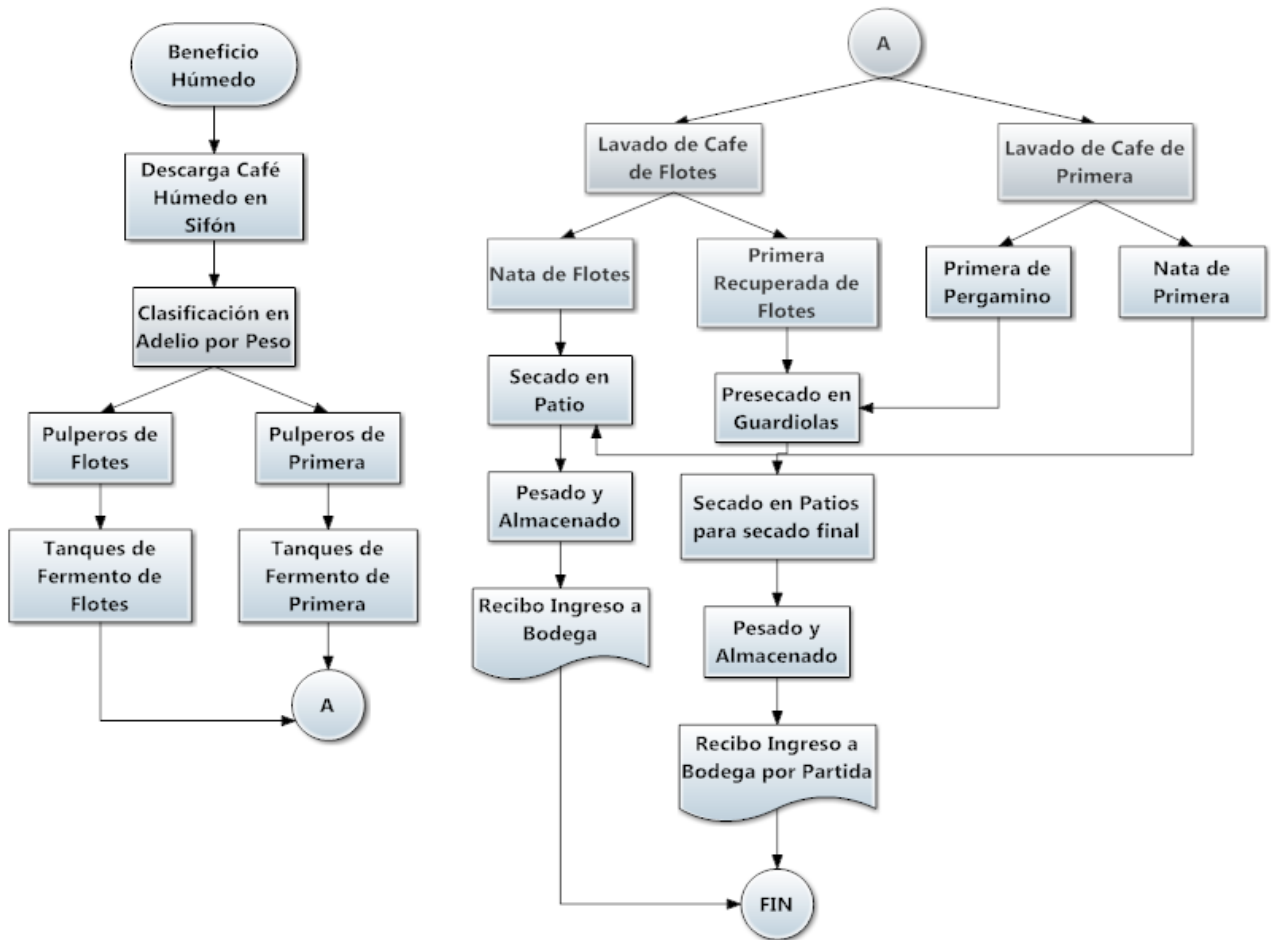 Beneficio
Húmedo
Descarga Café
Húmedo en
Sifón
Clasificación en
Adelio por Peso
Pulperos de
Flotes
Pulperos de
Primera
Tanques de
Fermento de
Flotes
Tanques de
Fermento de
Primera
A
A
Lavado de Cafe
de Flotes
Lavado de Cafe de
Primera
Nata de Flotes
Primera
Recuperada de
Flotes
Primera de
Pergamino
Nata de
Primera
Secado en
Patio
Presecado en
Guardiolas
Pesado y
Almacenado
Secado en Patios
para secado final
Recibo Ingreso a
Bodega
Pesado y
Almacenado
Recibo Ingreso a
Bodega por Partida
FIN